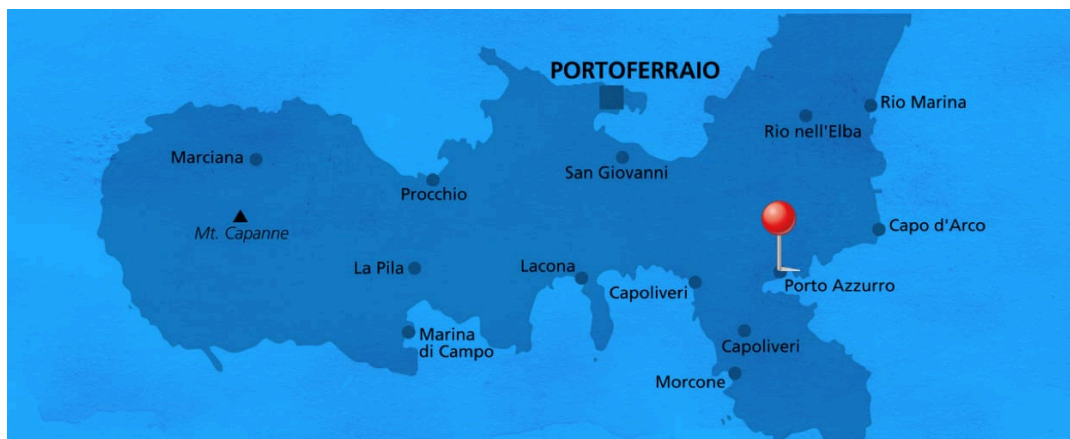 PORTOFERRAIO
Rio Marina
Rio nell'Elba
Marciana
San Giovanni
Procchio
Mt. Capanne
Capo d'Arco
La Pila
Lacona
Capoliveri
Porto Azzurro
Marina
di Campo
Capoliveri
Morcone